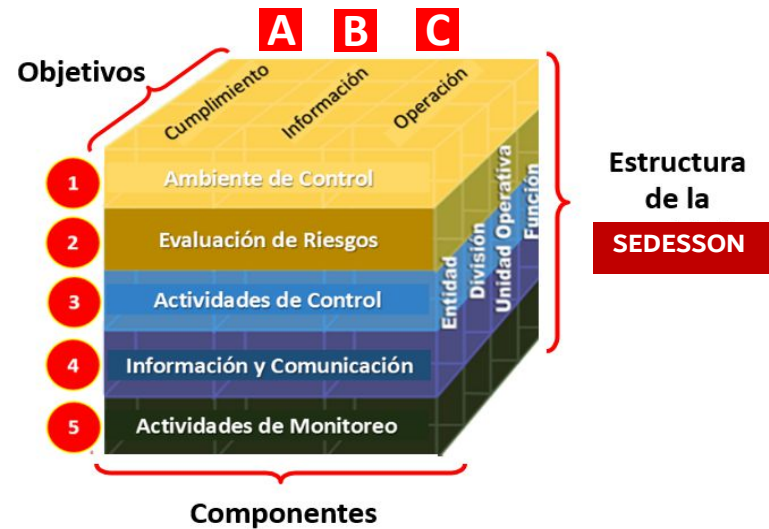 A B C
Objetivos
Cumplimiento
Información
Operación
1 Ambiente de Control
2 Evaluación de Riesgos
3 Actividades de Control
4 Información y Comunicación
5 Actividades de Monitoreo
Entidad
División
Unidad Operativa
Función
Estructura
de la
SEDESSON
Componentes